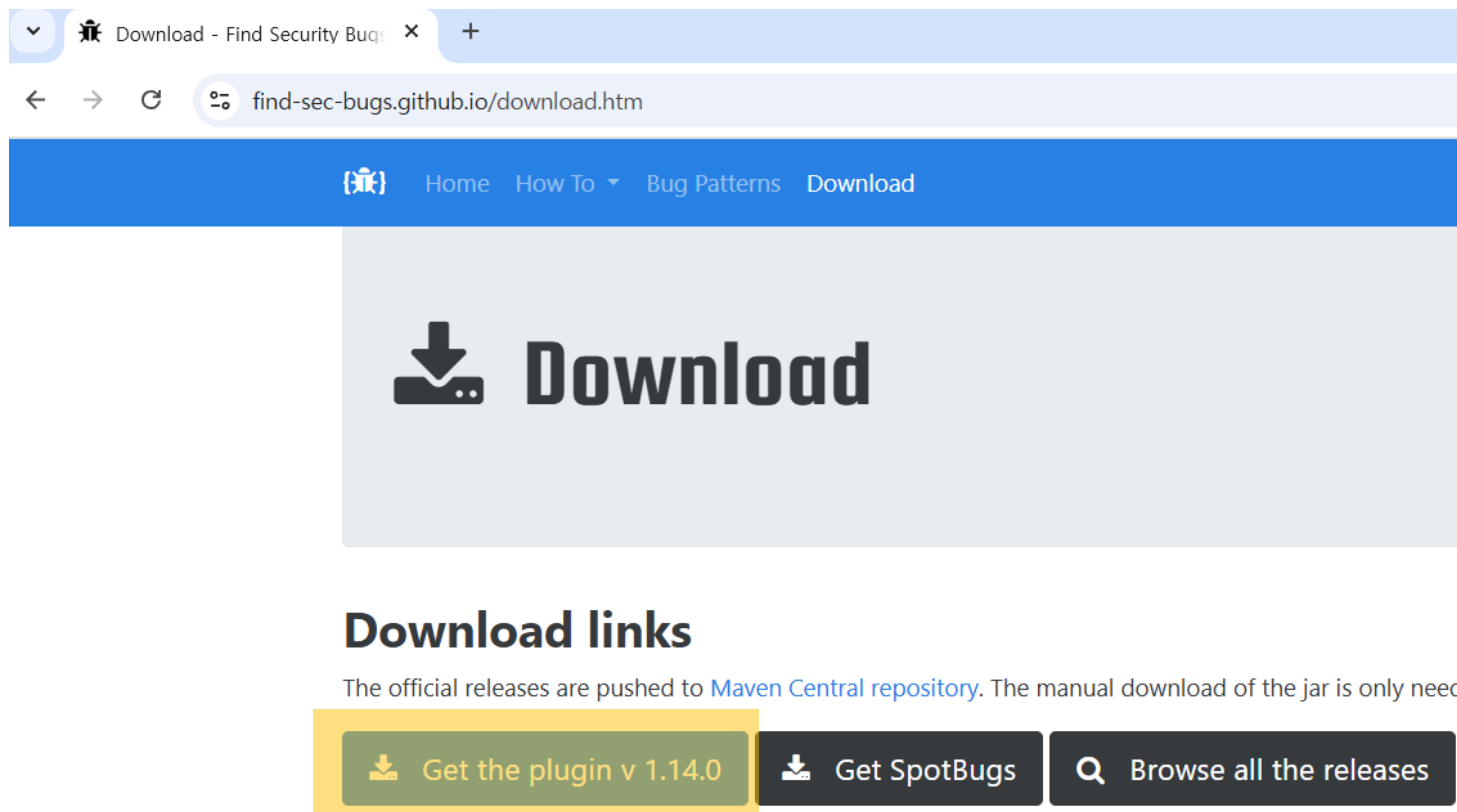 Download - Find Security Bugs
find-sec-bugs.github.io/download.htm
Home How To Bug Patterns Download
Download
Download links
The official releases are pushed to Maven Central repository. The manual download of the jar is only need
Get the plugin v 1.14.0 Get SpotBugs Browse all the releases